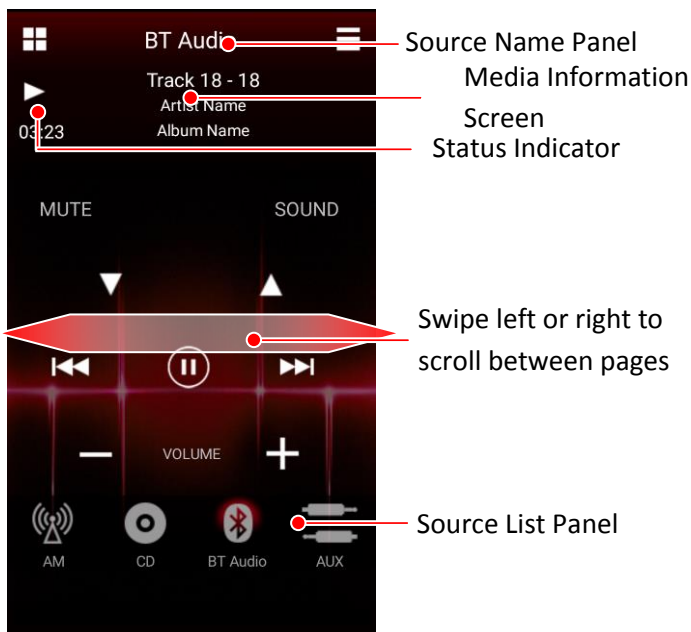 BT Audio
Source Name Panel
Track 18 - 18
Artist Name
Album Name
03:23
Media Information
Screen
Status Indicator
MUTE
SOUND
Swipe left or right to
scroll between pages
VOLUME
AM
CD
BT Audio
AUX
Source List Panel